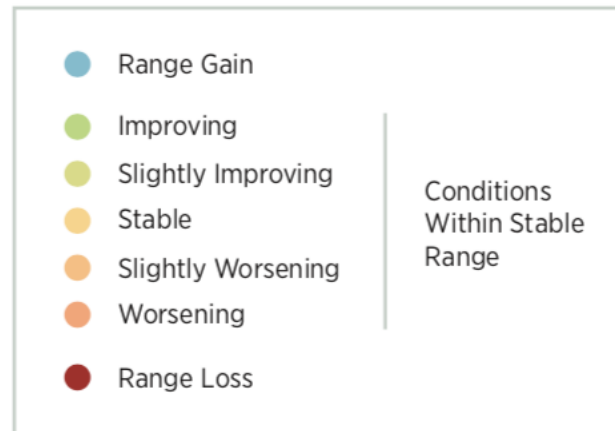 Range Gain
Improving
Slightly Improving
Stable
Slightly Worsening
Worsening
Conditions
Within Stable
Range
Range Loss